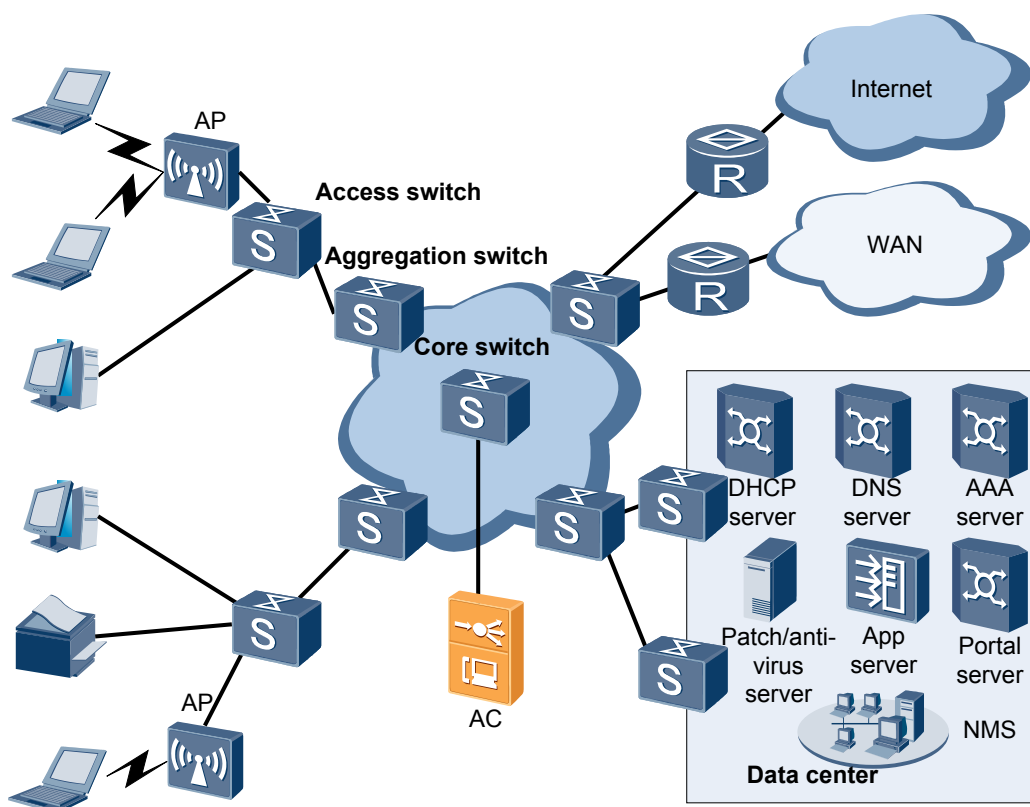 Internet
AP
Access switch
WAN
Aggregation switch
R
R
S
S
S
Core switch
S
DHCP
server
DNS
server
AAA
server
S
S
S
S
Patch/anti-
virus
server
App
server
Portal
server
S
AP
AC
NMS
Data center